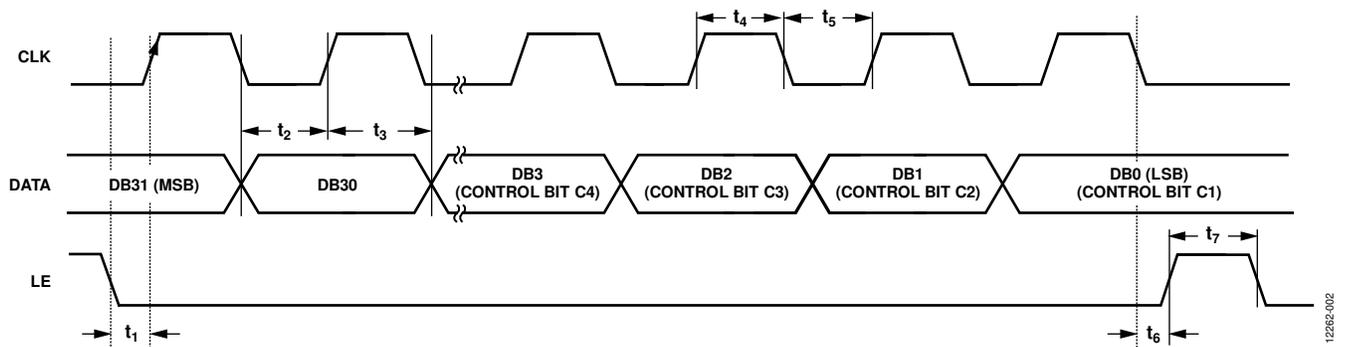 t4
t5
CLK
t2
t3
DATA
DB31 (MSB)
DB30
DB3
(CONTROL BIT C4)
DB2
(CONTROL BIT C3)
DB1
(CONTROL BIT C2)
DB0 (LSB)
(CONTROL BIT C1)
t7
LE
t1
t6
12262-002